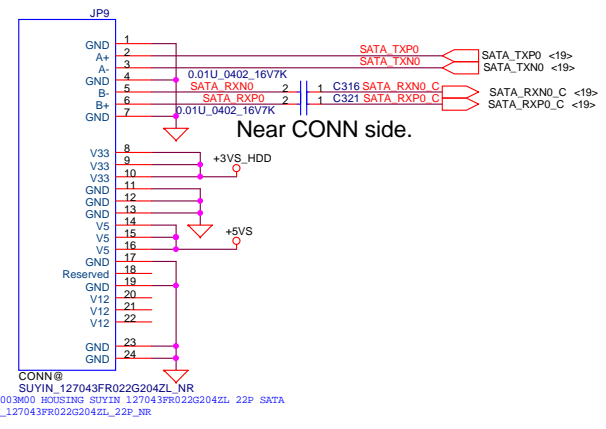 JP9
GND 1
A+ 2 SATA_TXP0 SATA_TXP0 <19>
A- 3 SATA_TXN0 SATA_TXN0 <19>
GND 4 0.01U_0402_16V7K
B- 5 SATA_RXN0 2 1 C316 SATA_RXN0_C SATA_RXN0_C <19>
B+ 6 SATA_RXP0 2 1 C321 SATA_RXP0_C SATA_RXP0_C <19>
GND 7 0.01U_0402_16V7K
Near CONN side.
V33 8
V33 9 +3VS_HDD
V33 10
GND 11
GND 12
GND 13
V5 14
V5 15 +5VS
V5 16
GND 17
Reserved 18
GND 19
V12 20
V12 21
V12 22
GND 23
GND 24
CONN@
SUYIN_127043FR022G204ZL_NR
003M00 HOUSING SUYIN 127043FR022G204ZL 22P SATA
_127043FR022G204ZL_22P_NR